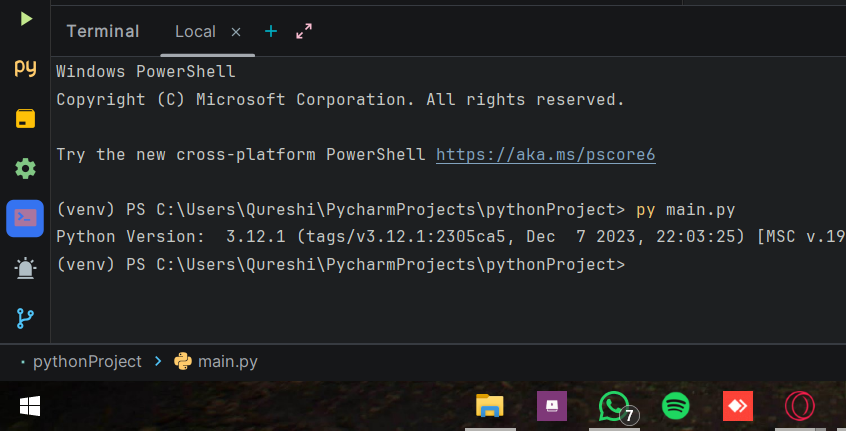 Terminal Local
Windows PowerShell
Copyright (C) Microsoft Corporation. All rights reserved.
Try the new cross-platform PowerShell https://aka.ms/pscore6
(venv) PS C:\Users\Qureshi\PycharmProjects\pythonProject> py main.py
Python Version:  3.12.1 (tags/v3.12.1:2305ca5, Dec  7 2023, 22:03:25) [MSC v.19
(venv) PS C:\Users\Qureshi\PycharmProjects\pythonProject>
py
pythonProject > main.py
7